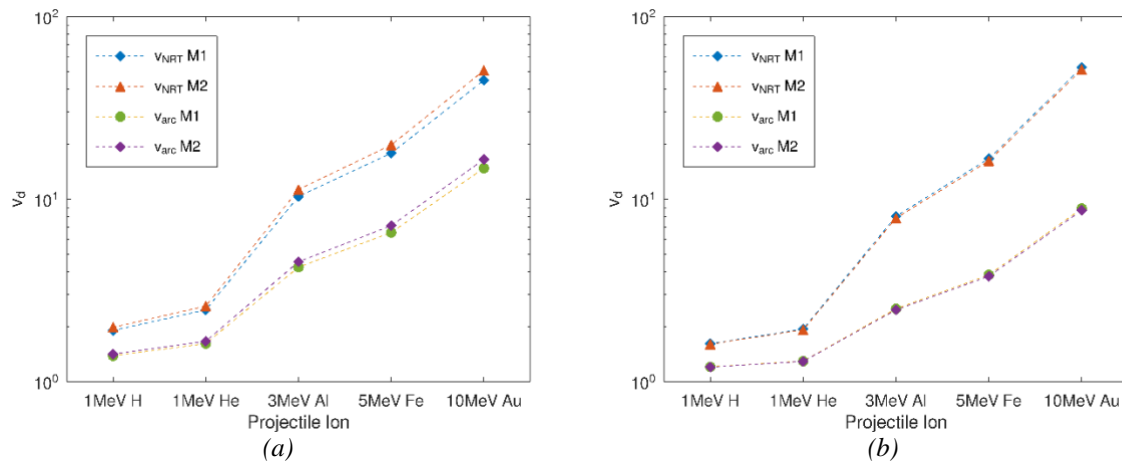 10²
v_NRT M1
v_NRT M2
v_arc M1
v_arc M2
v_d
10¹
10⁰
1MeV H 1MeV He 3MeV Al 5MeV Fe 10MeV Au
Projectile Ion
(a)
10²
v_NRT M1
v_NRT M2
v_arc M1
v_arc M2
v_d
10¹
10⁰
1MeV H 1MeV He 3MeV Al 5MeV Fe 10MeV Au
Projectile Ion
(b)